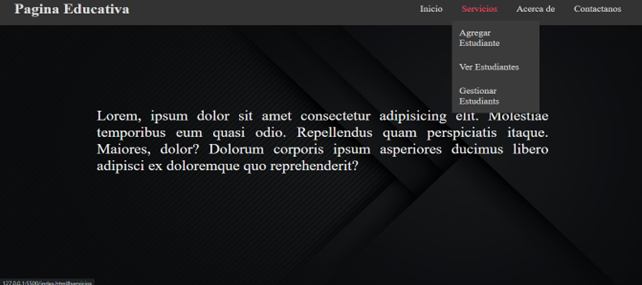 Pagina Educativa
Inicio
Servicios
Acerca de
Contactanos
Agregar
Estudiante
Ver Estudiantes
Gestionar
Estudiants
Lorem, ipsum dolor sit amet consectetur adipisicing elit. Molestiae
temporibus eum quasi odio. Repellendus quam perspiciatis itaque.
Maiores, dolor? Dolorum corporis ipsum asperiores ducimus libero
adipisci ex doloremque quo reprehenderit?
127.0.0.1:5500/index.html#servicios